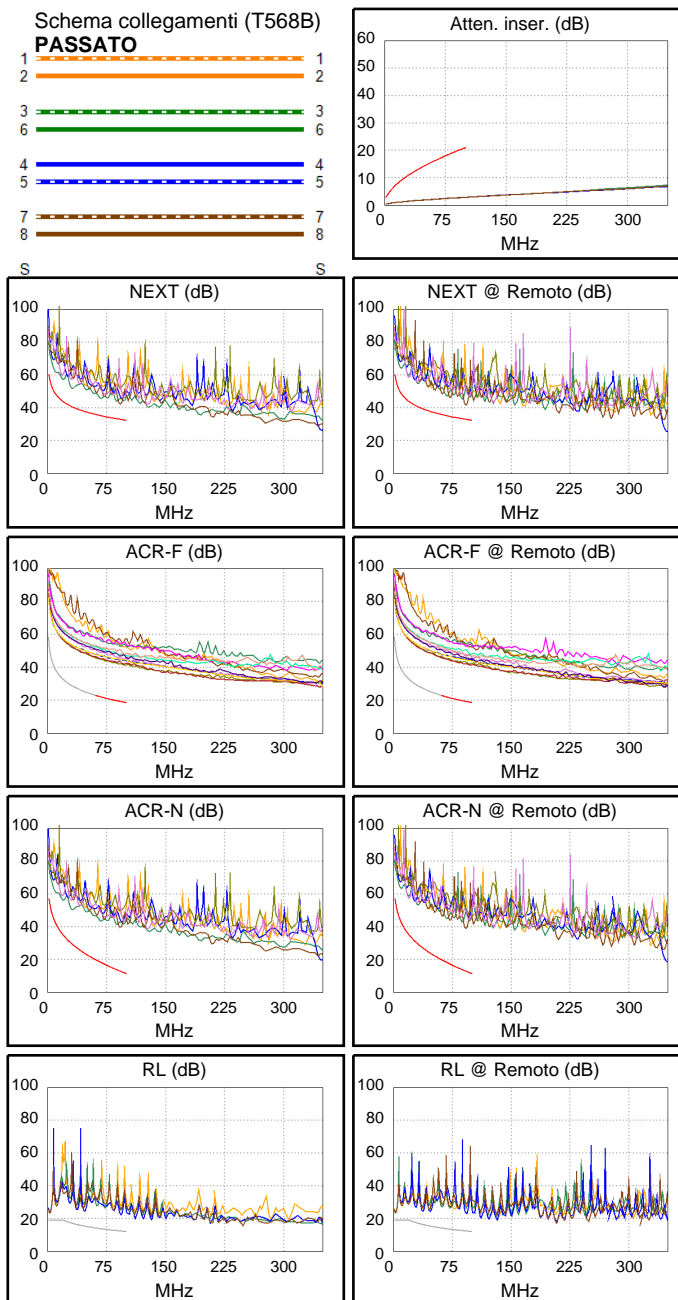 Schema collegamenti (T568B)
PASSATO
1 1
2 2
3 3
6 6
4 4
5 5
7 7
8 8
S S
Atten. inser. (dB)
60
50
40
30
20
10
0
0 75 150 225 300
MHz
NEXT (dB)
100
80
60
40
20
0
0 75 150 225 300
MHz
NEXT @ Remoto (dB)
100
80
60
40
20
0
0 75 150 225 300
MHz
ACR-F (dB)
100
80
60
40
20
0
0 75 150 225 300
MHz
ACR-F @ Remoto (dB)
100
80
60
40
20
0
0 75 150 225 300
MHz
ACR-N (dB)
100
80
60
40
20
0
0 75 150 225 300
MHz
ACR-N @ Remoto (dB)
100
80
60
40
20
0
0 75 150 225 300
MHz
RL (dB)
100
80
60
40
20
0
0 75 150 225 300
MHz
RL @ Remoto (dB)
100
80
60
40
20
0
0 75 150 225 300
MHz